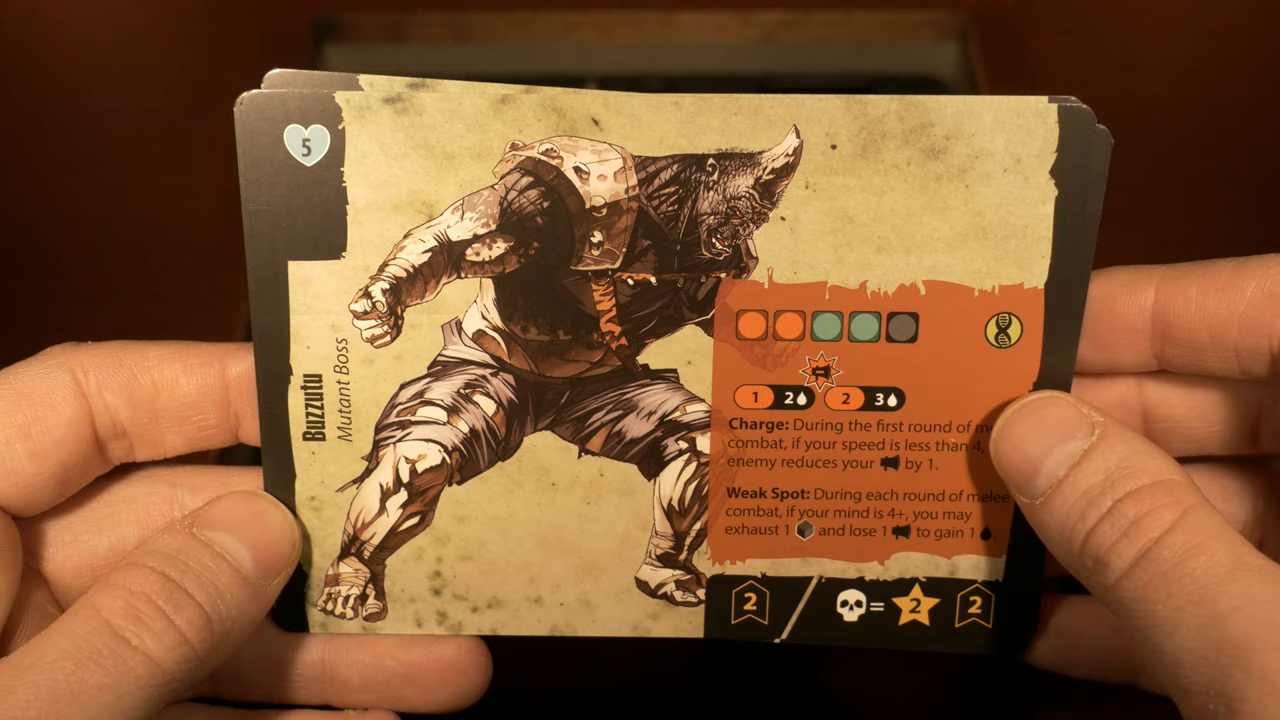 5
Buzzutu
Mutant Boss
1 2 2 3
Charge: During the first round of
combat, if your speed is less than 4,
enemy reduces your by 1.
Weak Spot: During each round of melee
combat, if your mind is 4+, you may
exhaust 1 and lose 1 to gain 1
2 / = 2 2